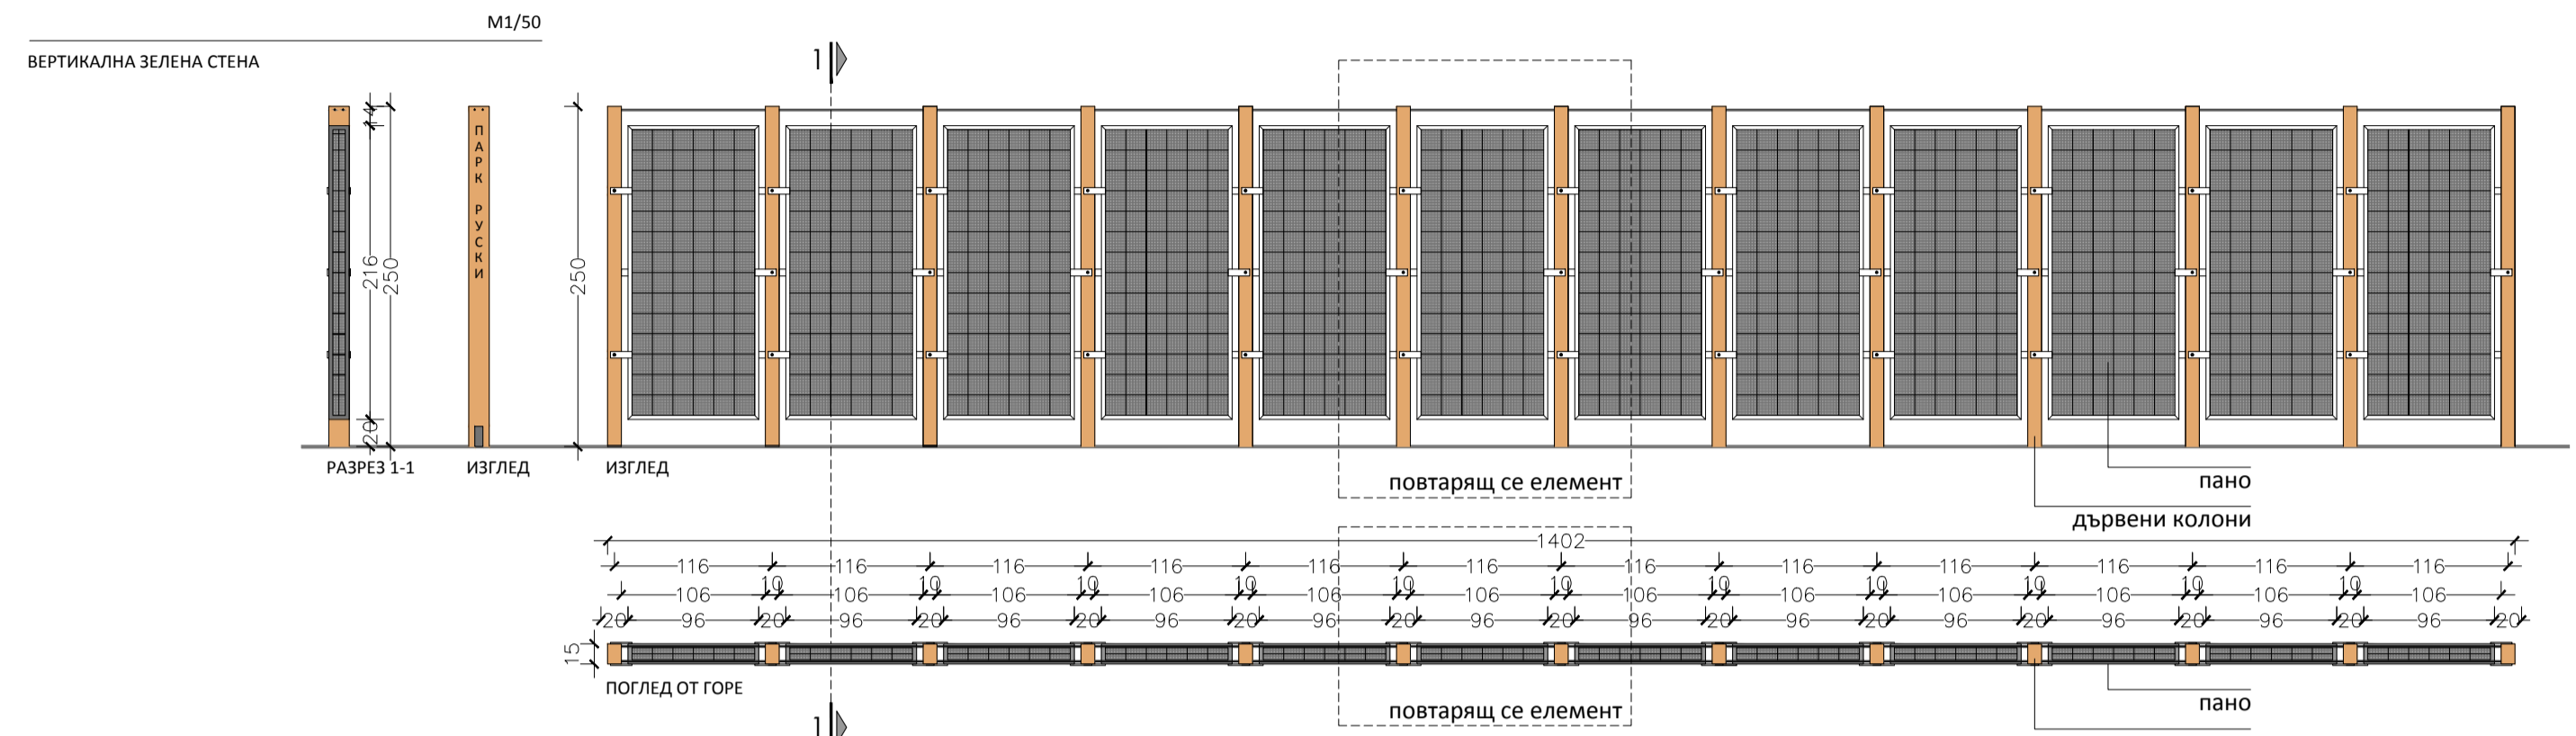 М1/50
ВЕРТИКАЛНА ЗЕЛЕНА СТЕНА
1
ПАРК РУСКИ
14
216
250
20
250
РАЗРЕЗ 1-1
ИЗГЛЕД
ИЗГЛЕД
повтарящ се елемент
пано
дървени колони
1402
116 116 116 116 116 116 116 116 116 116 116 116
10 10 10 10 10 10 10 10 10 10 10
106 106 106 106 106 106 106 106 106 106 106 106
20 96 20 96 20 96 20 96 20 96 20 96 20 96 20 96 20 96 20 96 20 96 20 96 20
15
ПОГЛЕД ОТ ГОРЕ
повтарящ се елемент
пано
1